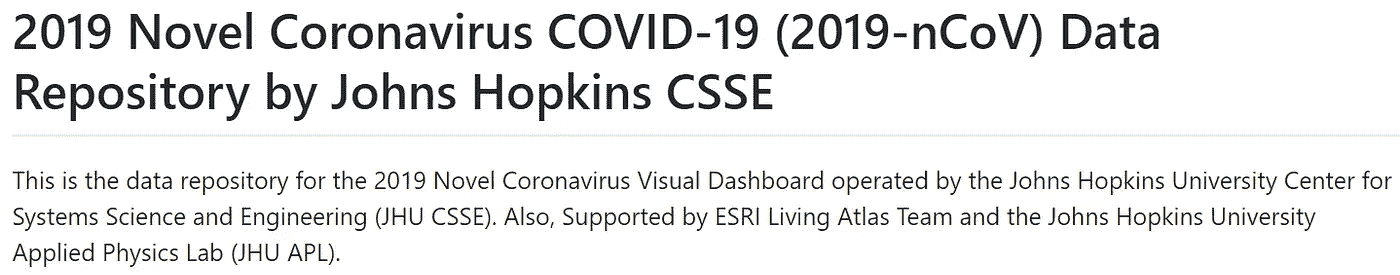 2019 Novel Coronavirus COVID-19 (2019-nCoV) Data
Repository by Johns Hopkins CSSE
This is the data repository for the 2019 Novel Coronavirus Visual Dashboard operated by the Johns Hopkins University Center for
Systems Science and Engineering (JHU CSSE). Also, Supported by ESRI Living Atlas Team and the Johns Hopkins University
Applied Physics Lab (JHU APL).